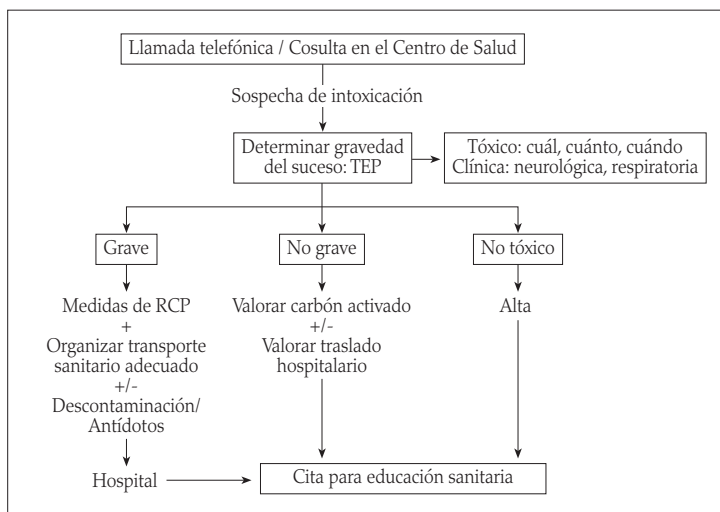 Llamada telefónica / Cosulta en el Centro de Salud
Sospecha de intoxicación
Determinar gravedad
del suceso: TEP
Tóxico: cuál, cuánto, cuándo
Clínica: neurológica, respiratoria
Grave
No grave
No tóxico
Medidas de RCP
+
Organizar transporte
sanitario adecuado
+/-
Descontaminación/
Antídotos
Valorar carbón activado
+/-
Valorar traslado
hospitalario
Alta
Hospital
Cita para educación sanitaria